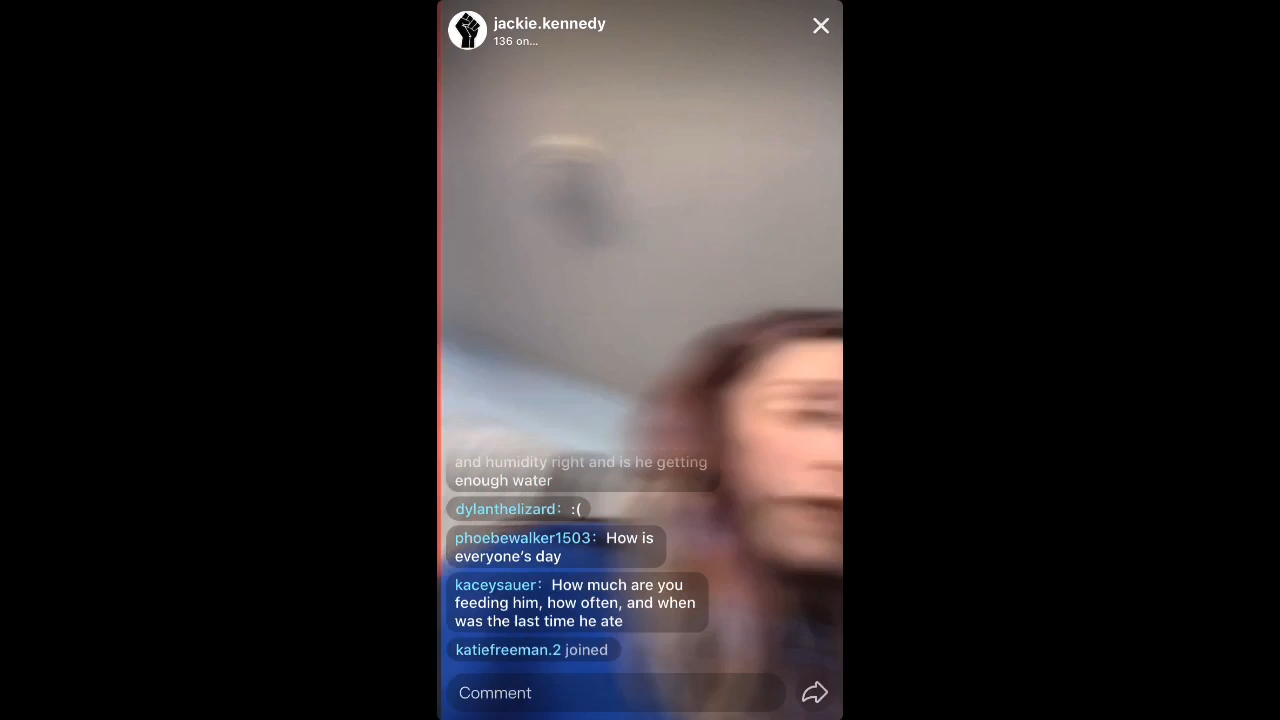 jackie.kennedy
136 on...
and humidity right and is he getting
enough water
dylanthelizard: :(
phoebewalker1503: How is
everyone's day
kaceysauer: How much are you
feeding him, how often, and when
was the last time he ate
katiefreeman.2 joined
Comment